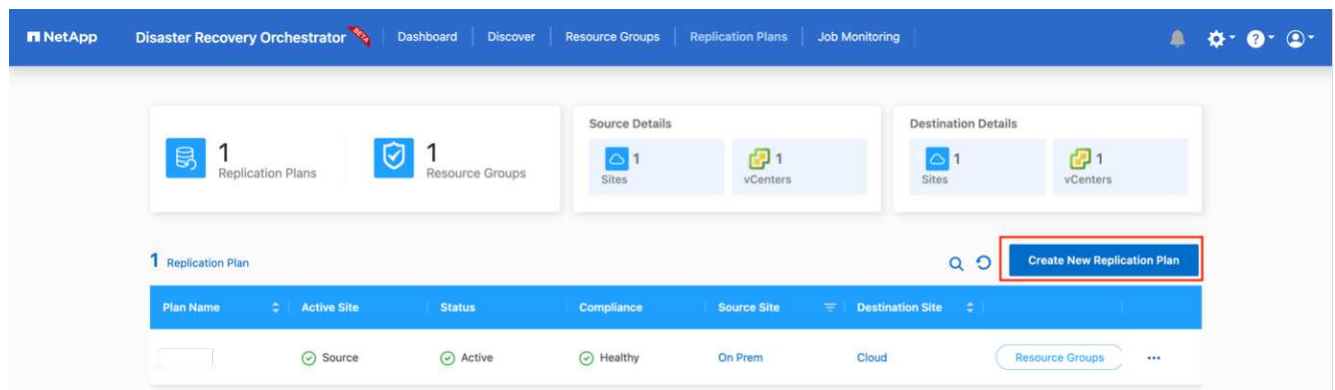 NetApp Disaster Recovery Orchestrator BETA Dashboard Discover Resource Groups Replication Plans Job Monitoring
1 Replication Plans
1 Resource Groups
Source Details
1 Sites
1 vCenters
Destination Details
1 Sites
1 vCenters
1 Replication Plan
Create New Replication Plan
Plan Name Active Site Status Compliance Source Site Destination Site
Source Active Healthy On Prem Cloud Resource Groups ...